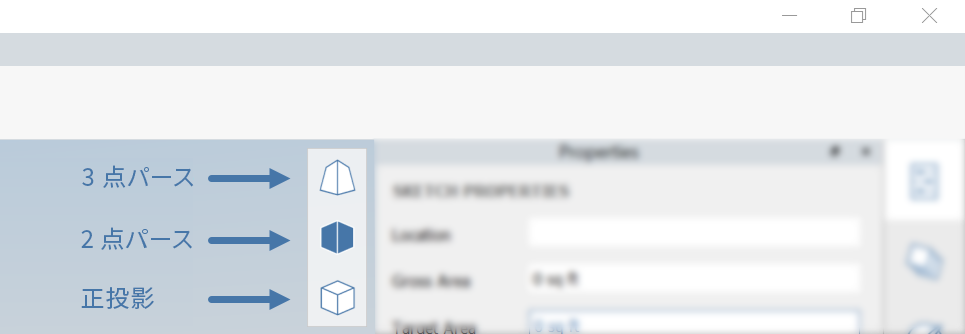 3 点パース
2 点パース
正投影
Properties
SKETCH PROPERTIES
Location
Gross Area
0 sq ft
Target Area
0 sq ft